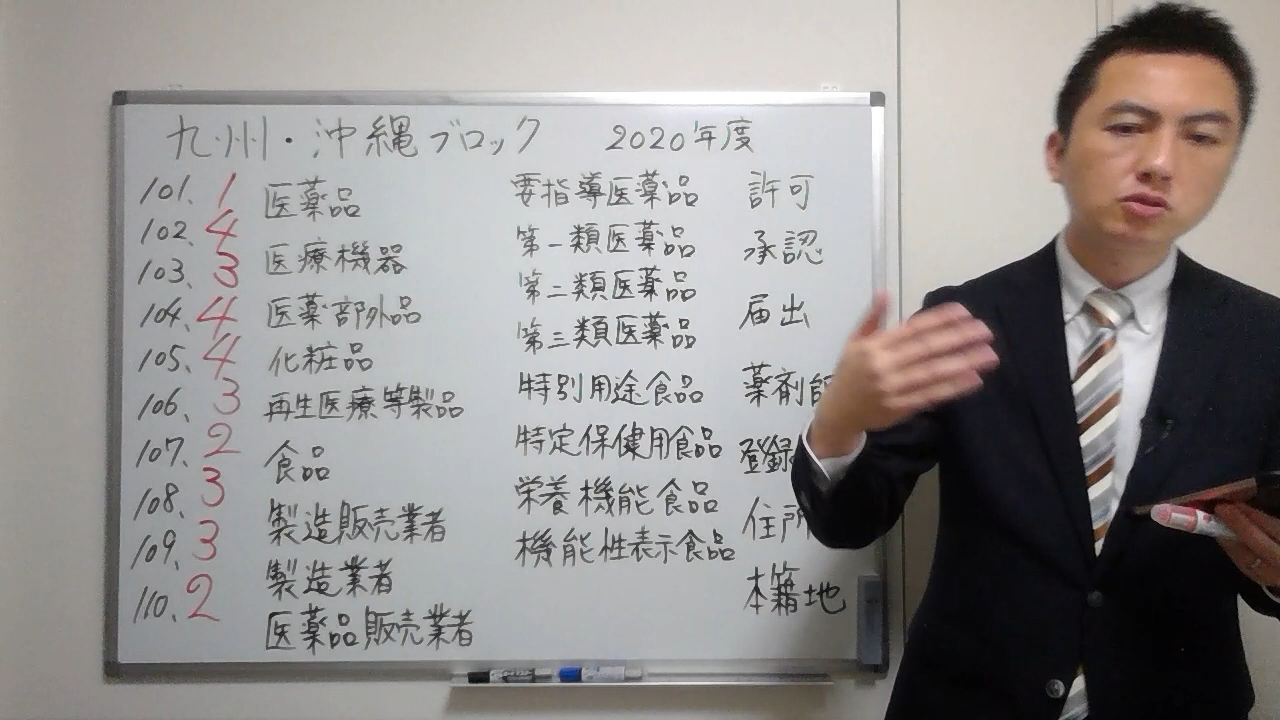 九州・沖縄ブロック 2020年度
101. 1
102. 4
103. 3
104. 4
105. 4
106. 3
107. 2
108. 3
109. 3
110. 2
医薬品
医療機器
医薬部外品
化粧品
再生医療等製品
食品
製造販売業者
製造業者
医薬品販売業者
要指導医薬品
第一類医薬品
第二類医薬品
第三類医薬品
特別用途食品
特定保健用食品
栄養機能食品
機能性表示食品
許可
承認
届出
薬剤師
登録
住所
本籍地